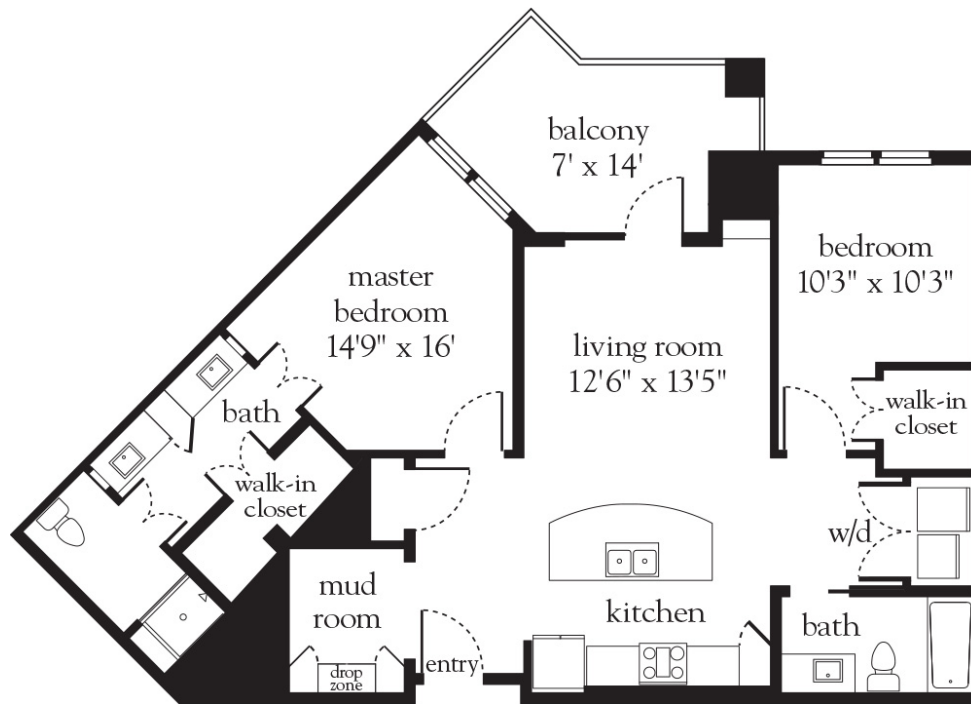 balcony
7' x 14'
bedroom
10'3" x 10'3"
master
bedroom
14'9" x 16'
living room
12'6" x 13'5"
bath
walk-in
closet
walk-in
closet
w/d
mud
room
drop
zone
entry
kitchen
bath